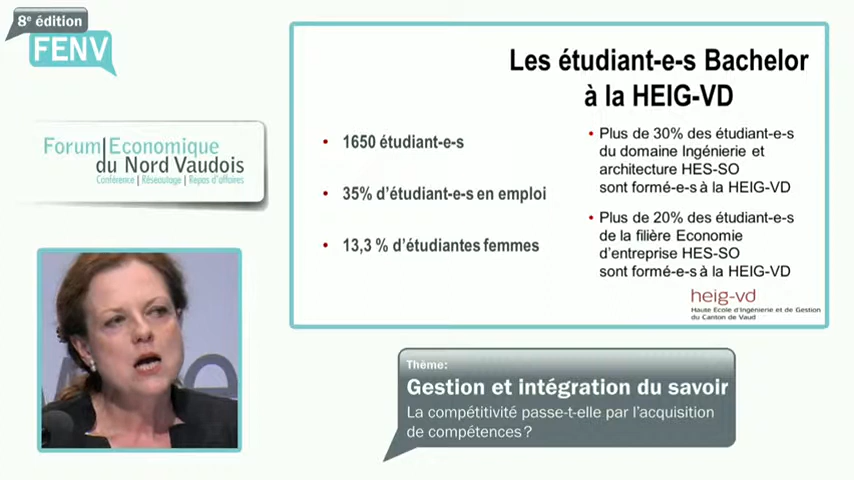 8e édition
FENV
Forum|Economique
du Nord Vaudois
Conférence | Réseautage | Repas d'affaires
Les étudiant-e-s Bachelor
à la HEIG-VD
• 1650 étudiant-e-s
• 35% d'étudiant-e-s en emploi
• 13,3 % d'étudiantes femmes
• Plus de 30% des étudiant-e-s
du domaine Ingénierie et
architecture HES-SO
sont formé-e-s à la HEIG-VD
• Plus de 20% des étudiant-e-s
de la filière Economie
d'entreprise HES-SO
sont formé-e-s à la HEIG-VD
heig-vd
Haute Ecole d'Ingénierie et de Gestion
du Canton de Vaud
Thème:
Gestion et intégration du savoir
La compétitivité passe-t-elle par l'acquisition
de compétences?